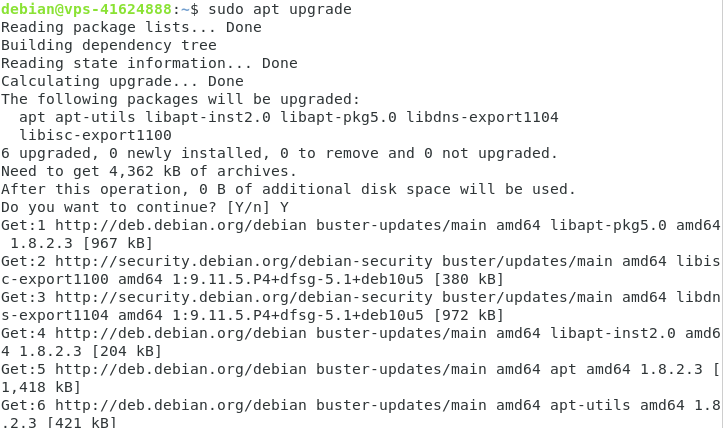 debian@vps-41624888:~$ sudo apt upgrade
Reading package lists... Done
Building dependency tree
Reading state information... Done
Calculating upgrade... Done
The following packages will be upgraded:
  apt apt-utils libapt-inst2.0 libapt-pkg5.0 libdns-export1104
  libisc-export1100
6 upgraded, 0 newly installed, 0 to remove and 0 not upgraded.
Need to get 4,362 kB of archives.
After this operation, 0 B of additional disk space will be used.
Do you want to continue? [Y/n] Y
Get:1 http://deb.debian.org/debian buster-updates/main amd64 libapt-pkg5.0 amd64
 1.8.2.3 [967 kB]
Get:2 http://security.debian.org/debian-security buster/updates/main amd64 libis
c-export1100 amd64 1:9.11.5.P4+dfsg-5.1+deb10u5 [380 kB]
Get:3 http://security.debian.org/debian-security buster/updates/main amd64 libdn
s-export1104 amd64 1:9.11.5.P4+dfsg-5.1+deb10u5 [972 kB]
Get:4 http://deb.debian.org/debian buster-updates/main amd64 libapt-inst2.0 amd6
4 1.8.2.3 [204 kB]
Get:5 http://deb.debian.org/debian buster-updates/main amd64 apt amd64 1.8.2.3 [
1,418 kB]
Get:6 http://deb.debian.org/debian buster-updates/main amd64 apt-utils amd64 1.8
.2.3 [421 kB]